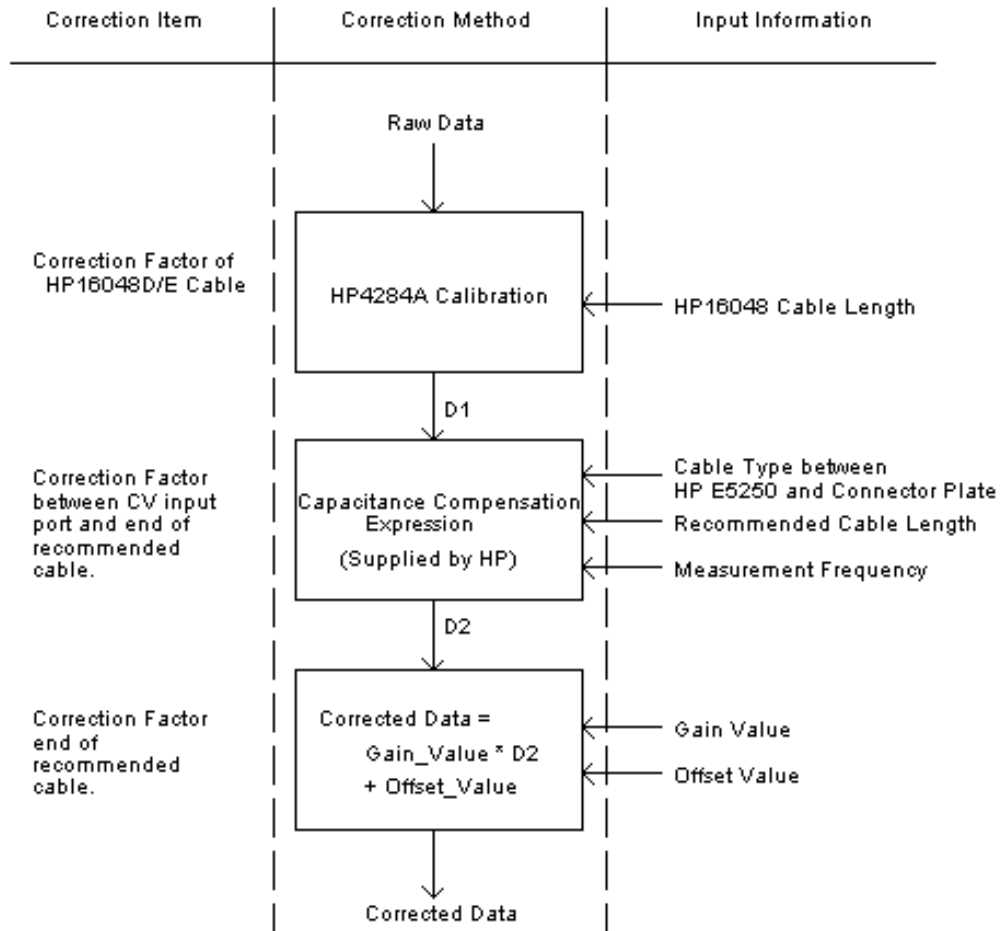 Correction Item
Correction Method
Input Information
Raw Data
Correction Factor of
HP16048D/E Cable
HP4284A Calibration
HP16048 Cable Length
D1
Correction Factor
between CV input
port and end of
recommended
cable.
Capacitance Compensation
Expression
(Supplied by HP)
Cable Type between
HP E5250 and Connector Plate
Recommended Cable Length
Measurement Frequency
D2
Correction Factor
end of
recommended
cable.
Corrected Data =
Gain_Value * D2
+ Offset_Value
Gain Value
Offset Value
Corrected Data